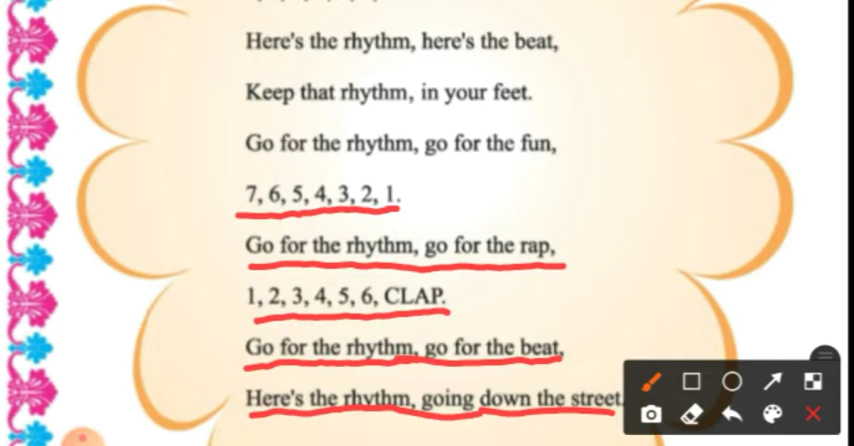 Here's the rhythm, here's the beat,
Keep that rhythm, in your feet.
Go for the rhythm, go for the fun,
7, 6, 5, 4, 3, 2, 1.
Go for the rhythm, go for the rap,
1, 2, 3, 4, 5, 6, CLAP.
Go for the rhythm, go for the beat,
Here's the rhythm, going down the street.